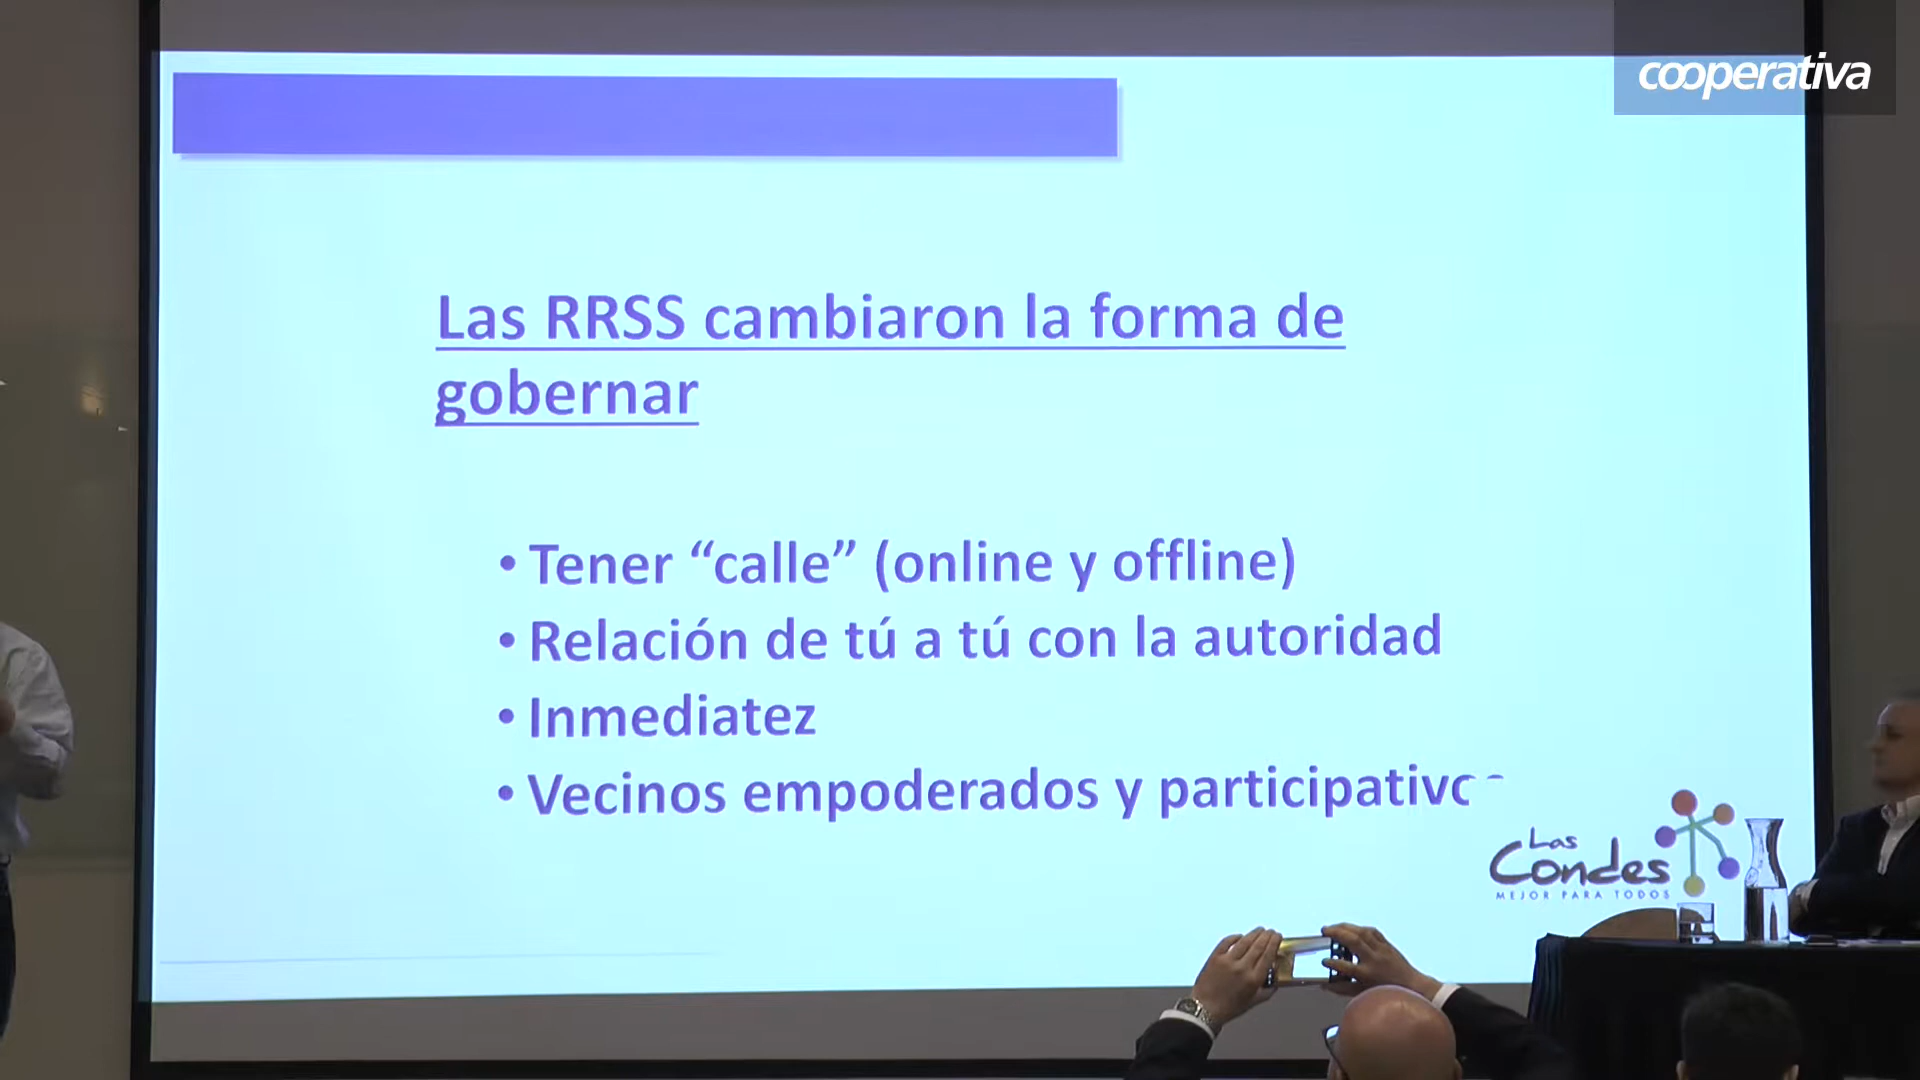 cooperativa
Las RRSS cambiaron la forma de
gobernar
• Tener “calle” (online y offline)
• Relación de tú a tú con la autoridad
• Inmediatez
• Vecinos empoderados y
Las
Condes
MEJOR PARA TODOS